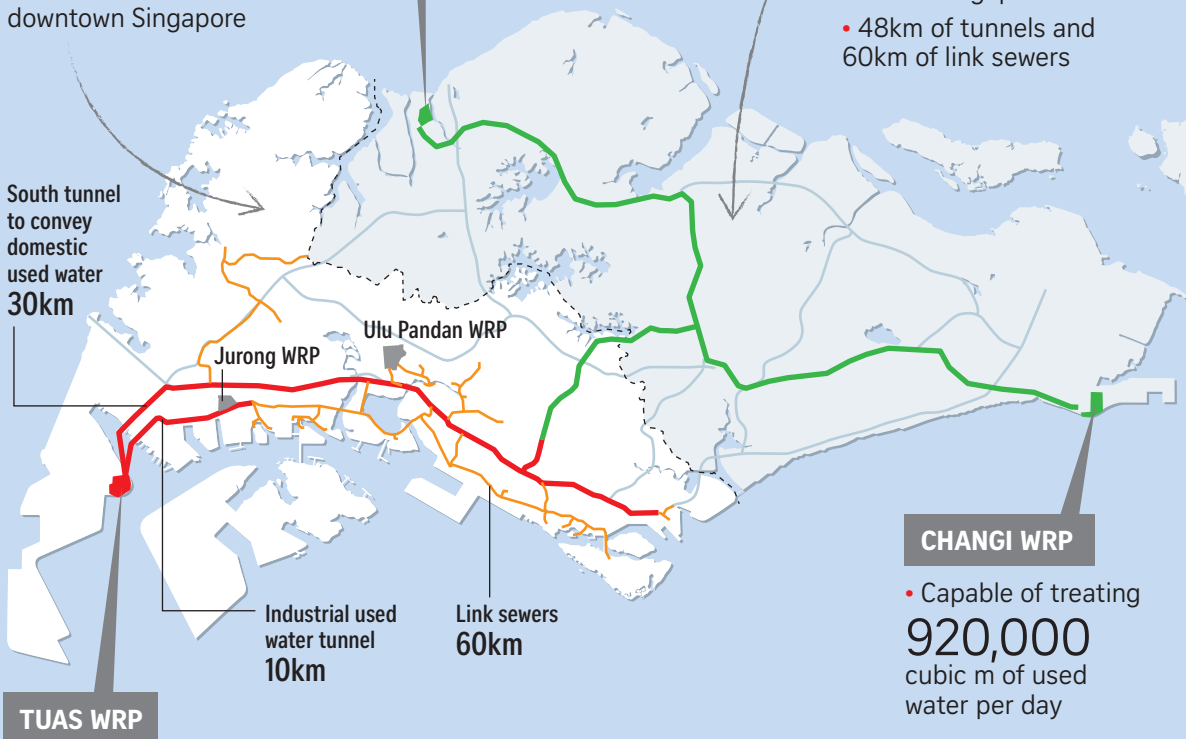 downtown Singapore
• 48km of tunnels and
60km of link sewers
South tunnel
to convey
domestic
used water
30km
Ulu Pandan WRP
Jurong WRP
Industrial used
water tunnel
10km
Link sewers
60km
TUAS WRP
CHANGI WRP
• Capable of treating
920,000
cubic m of used
water per day